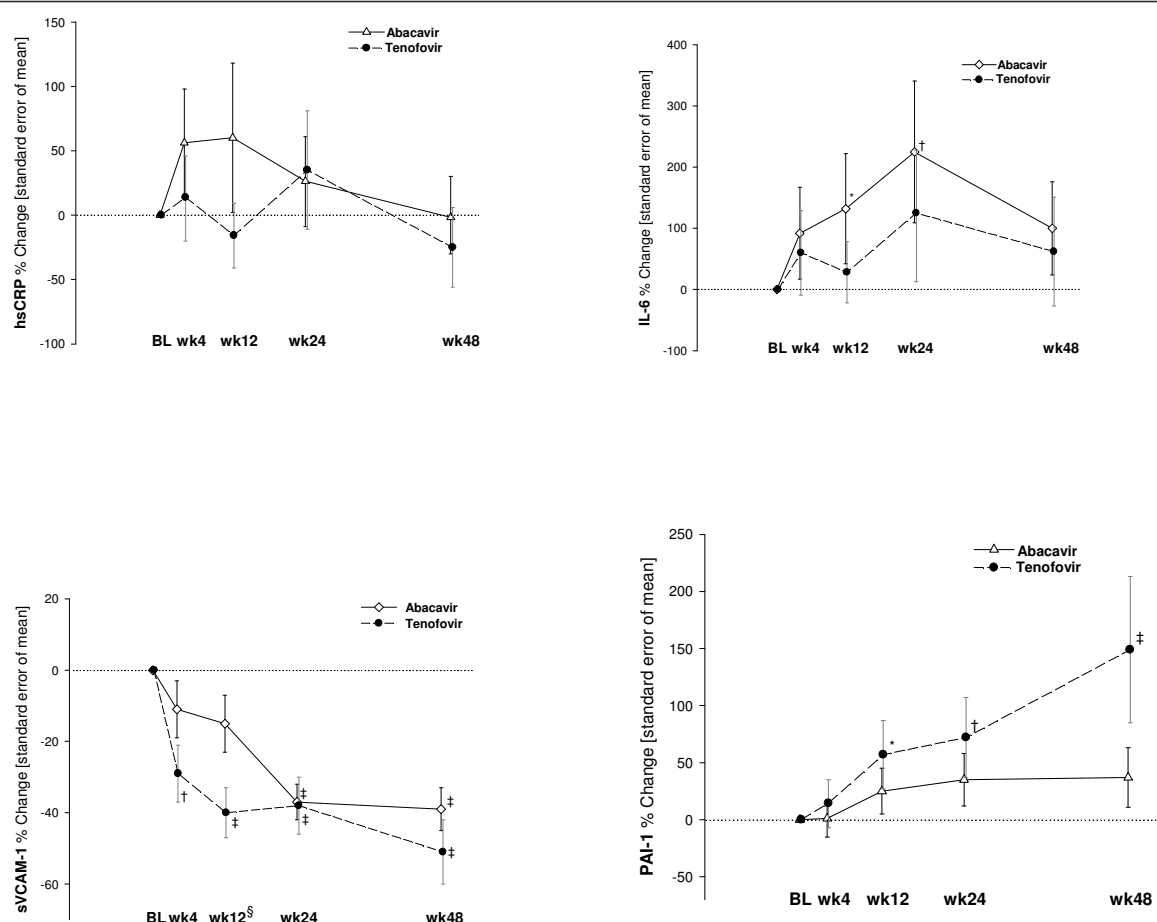 hsCRP % Change [standard error of mean]
150
100
50
0
-50
-100
Abacavir
Tenofovir
BL wk4 wk12 wk24 wk48
IL-6 % Change [standard error of mean]
400
300
200
100
0
-100
Abacavir
Tenofovir
*
†
BL wk4 wk12 wk24 wk48
sVCAM-1 % Change [standard error of mean]
20
0
-20
-40
-60
Abacavir
Tenofovir
†
‡
‡
‡
‡
‡
BL wk4 wk12§ wk24 wk48
PAI-1 % Change [standard error of mean]
250
200
150
100
50
0
-50
Abacavir
Tenofovir
*
†
‡
BL wk4 wk12 wk24 wk48